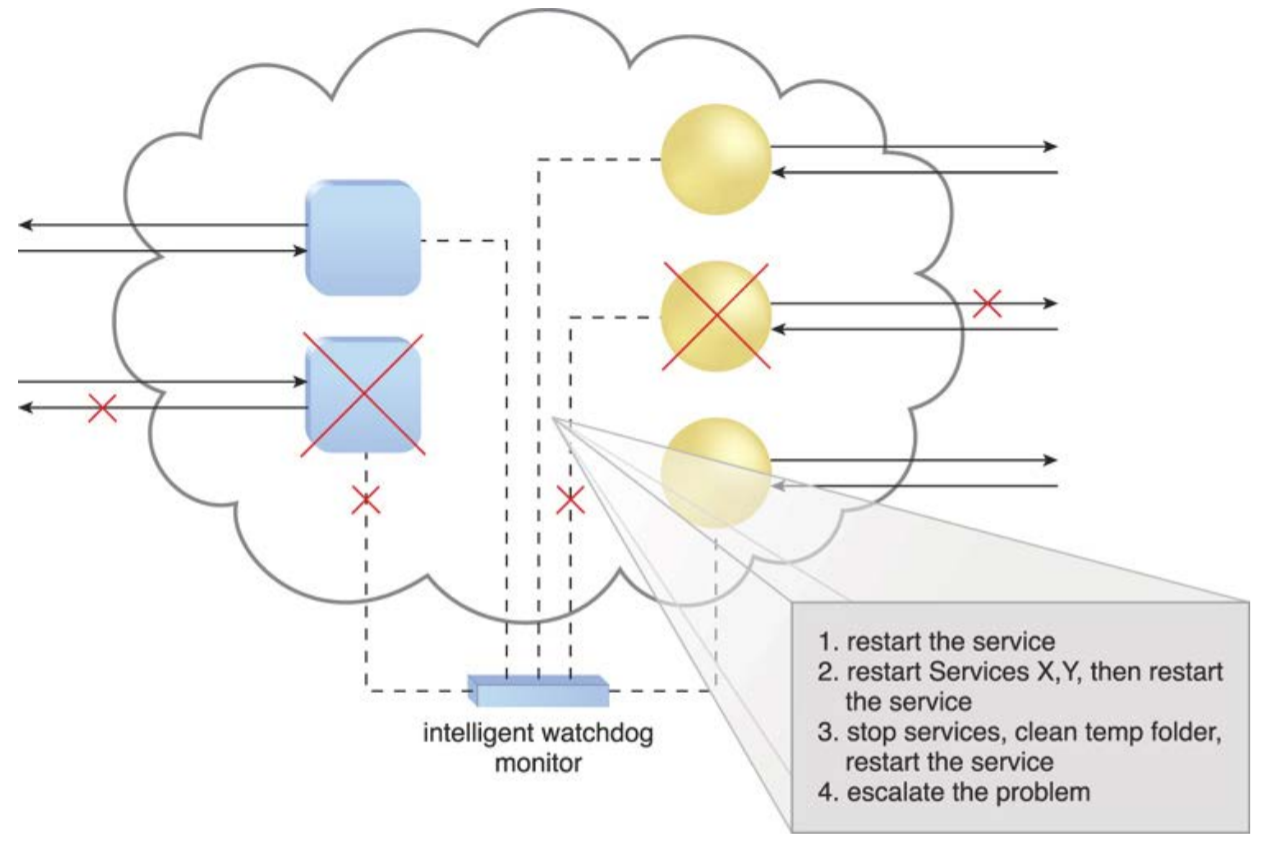 intelligent watchdog
monitor
1. restart the service
2. restart Services X,Y, then restart
the service
3. stop services, clean temp folder,
restart the service
4. escalate the problem